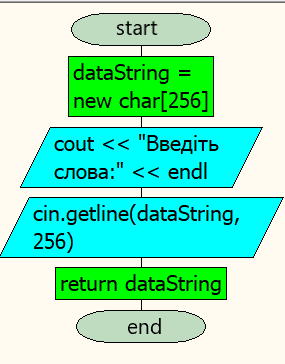 start
dataString =
new char[256]
cout << "Введіть
слова:" << endl
cin.getline(dataString,
256)
return dataString
end